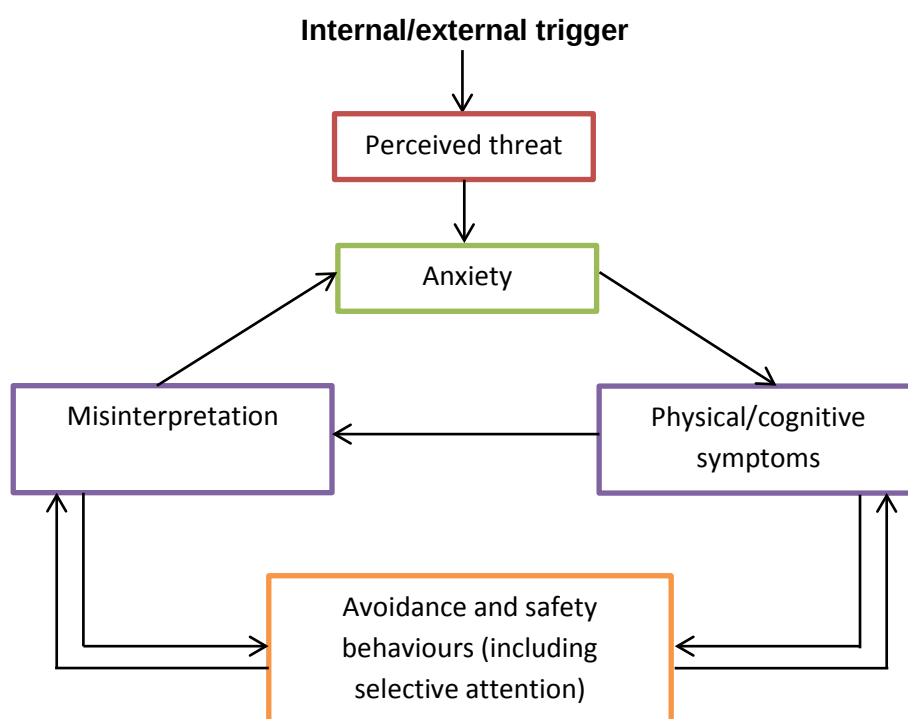 Internal/external trigger
Perceived threat
Anxiety
Misinterpretation
Physical/cognitive
symptoms
Avoidance and safety
behaviours (including
selective attention)